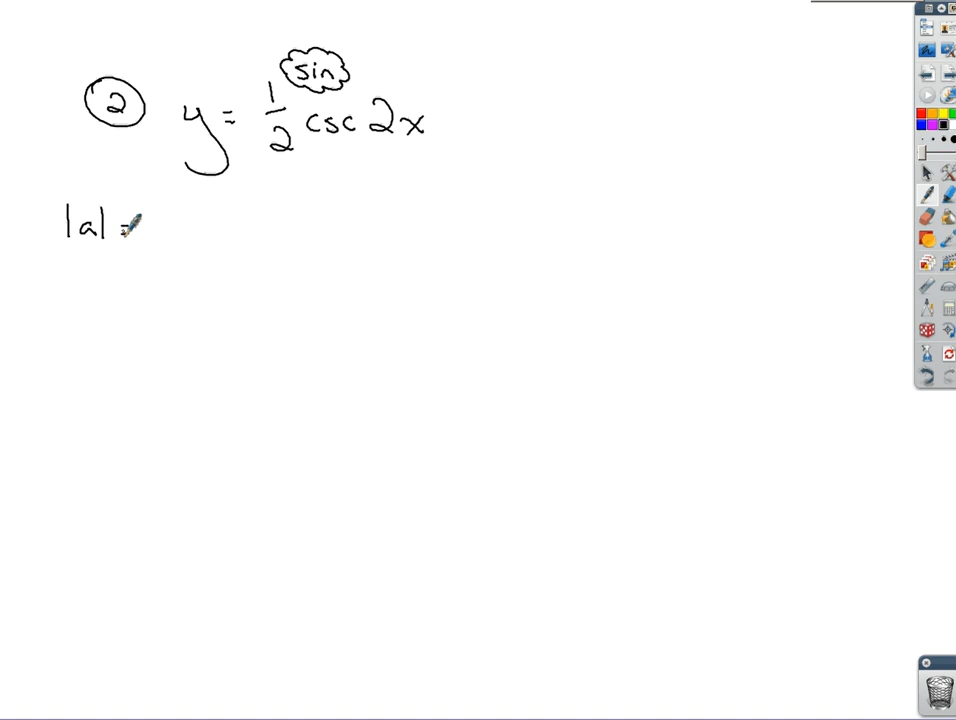 sin
② y = 1/2 csc 2x
|a| =